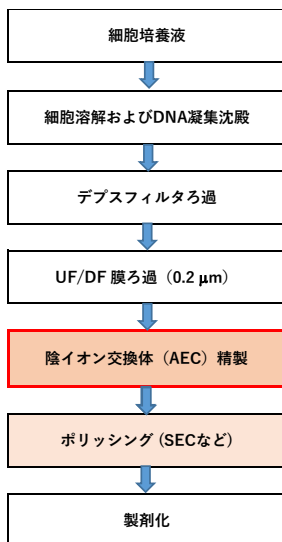 細胞培養液
細胞溶解およびDNA凝集沈殿
デプスフィルタろ過
UF/DF 膜ろ過（0.2 μm）
陰イオン交換体（AEC）精製
ポリッシング (SECなど)
製剤化